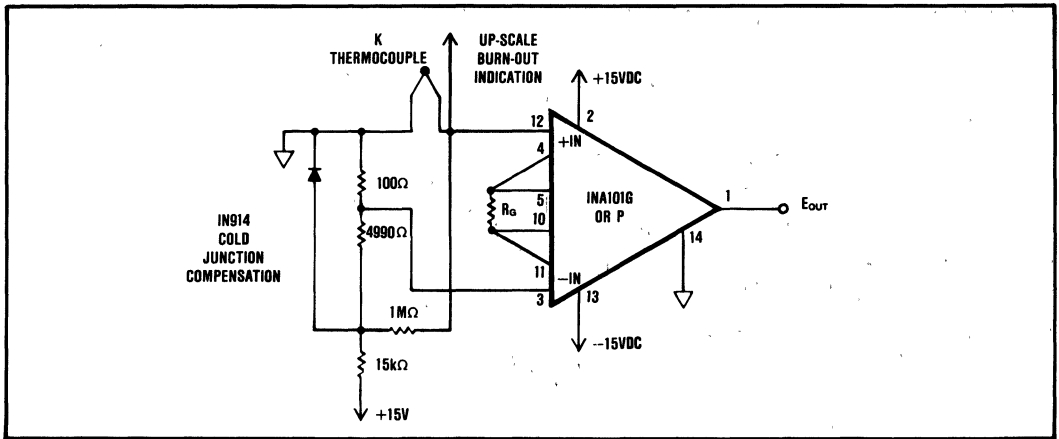 K
THERMOCOUPLE
UP-SCALE
BURN-OUT
INDICATION
+15VDC
12
2
+IN
4
100Ω
5
RG
10
INA101G
OR P
1
EOUT
IN914
COLD
JUNCTION
COMPENSATION
4990Ω
14
11
-IN
3
13
1MΩ
--15VDC
15kΩ
+15V